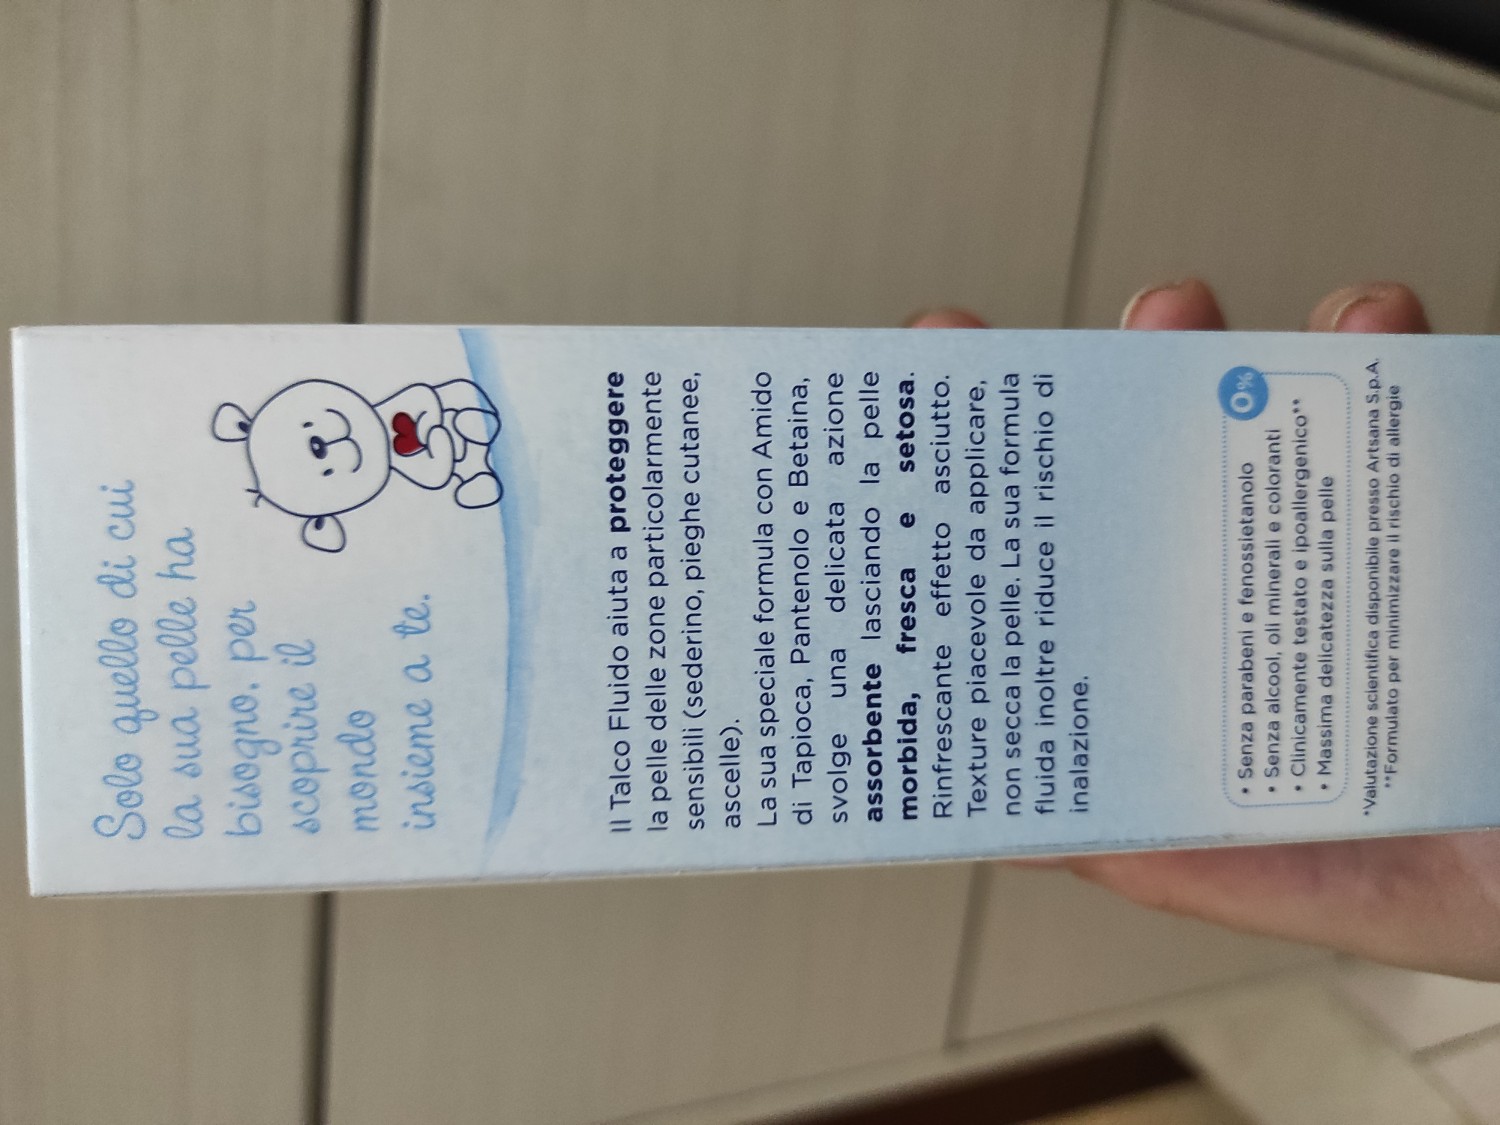 Solo quello di cui
la sua pelle ha
bisogno, per
scoprire il
mondo
insieme a te.
Il Talco Fluido aiuta a proteggere
la pelle delle zone particolarmente
sensibili (sederino, pieghe cutanee,
ascelle).
La sua speciale formula con Amido
di Tapioca, Pantenolo e Betaina,
svolge una delicata azione
assorbente lasciando la pelle
morbida, fresca e setosa.
Rinfrescante effetto asciutto.
Texture piacevole da applicare,
non secca la pelle. La sua formula
fluida inoltre riduce il rischio di
inalazione.
0%
• Senza parabeni e fenossietanolo
• Senza alcool, oli minerali e coloranti
• Clinicamente testato e ipoallergenico**
• Massima delicatezza sulla pelle
*Valutazione scientifica disponibile presso Artsana S.p.A.
**Formulato per minimizzare il rischio di allergie